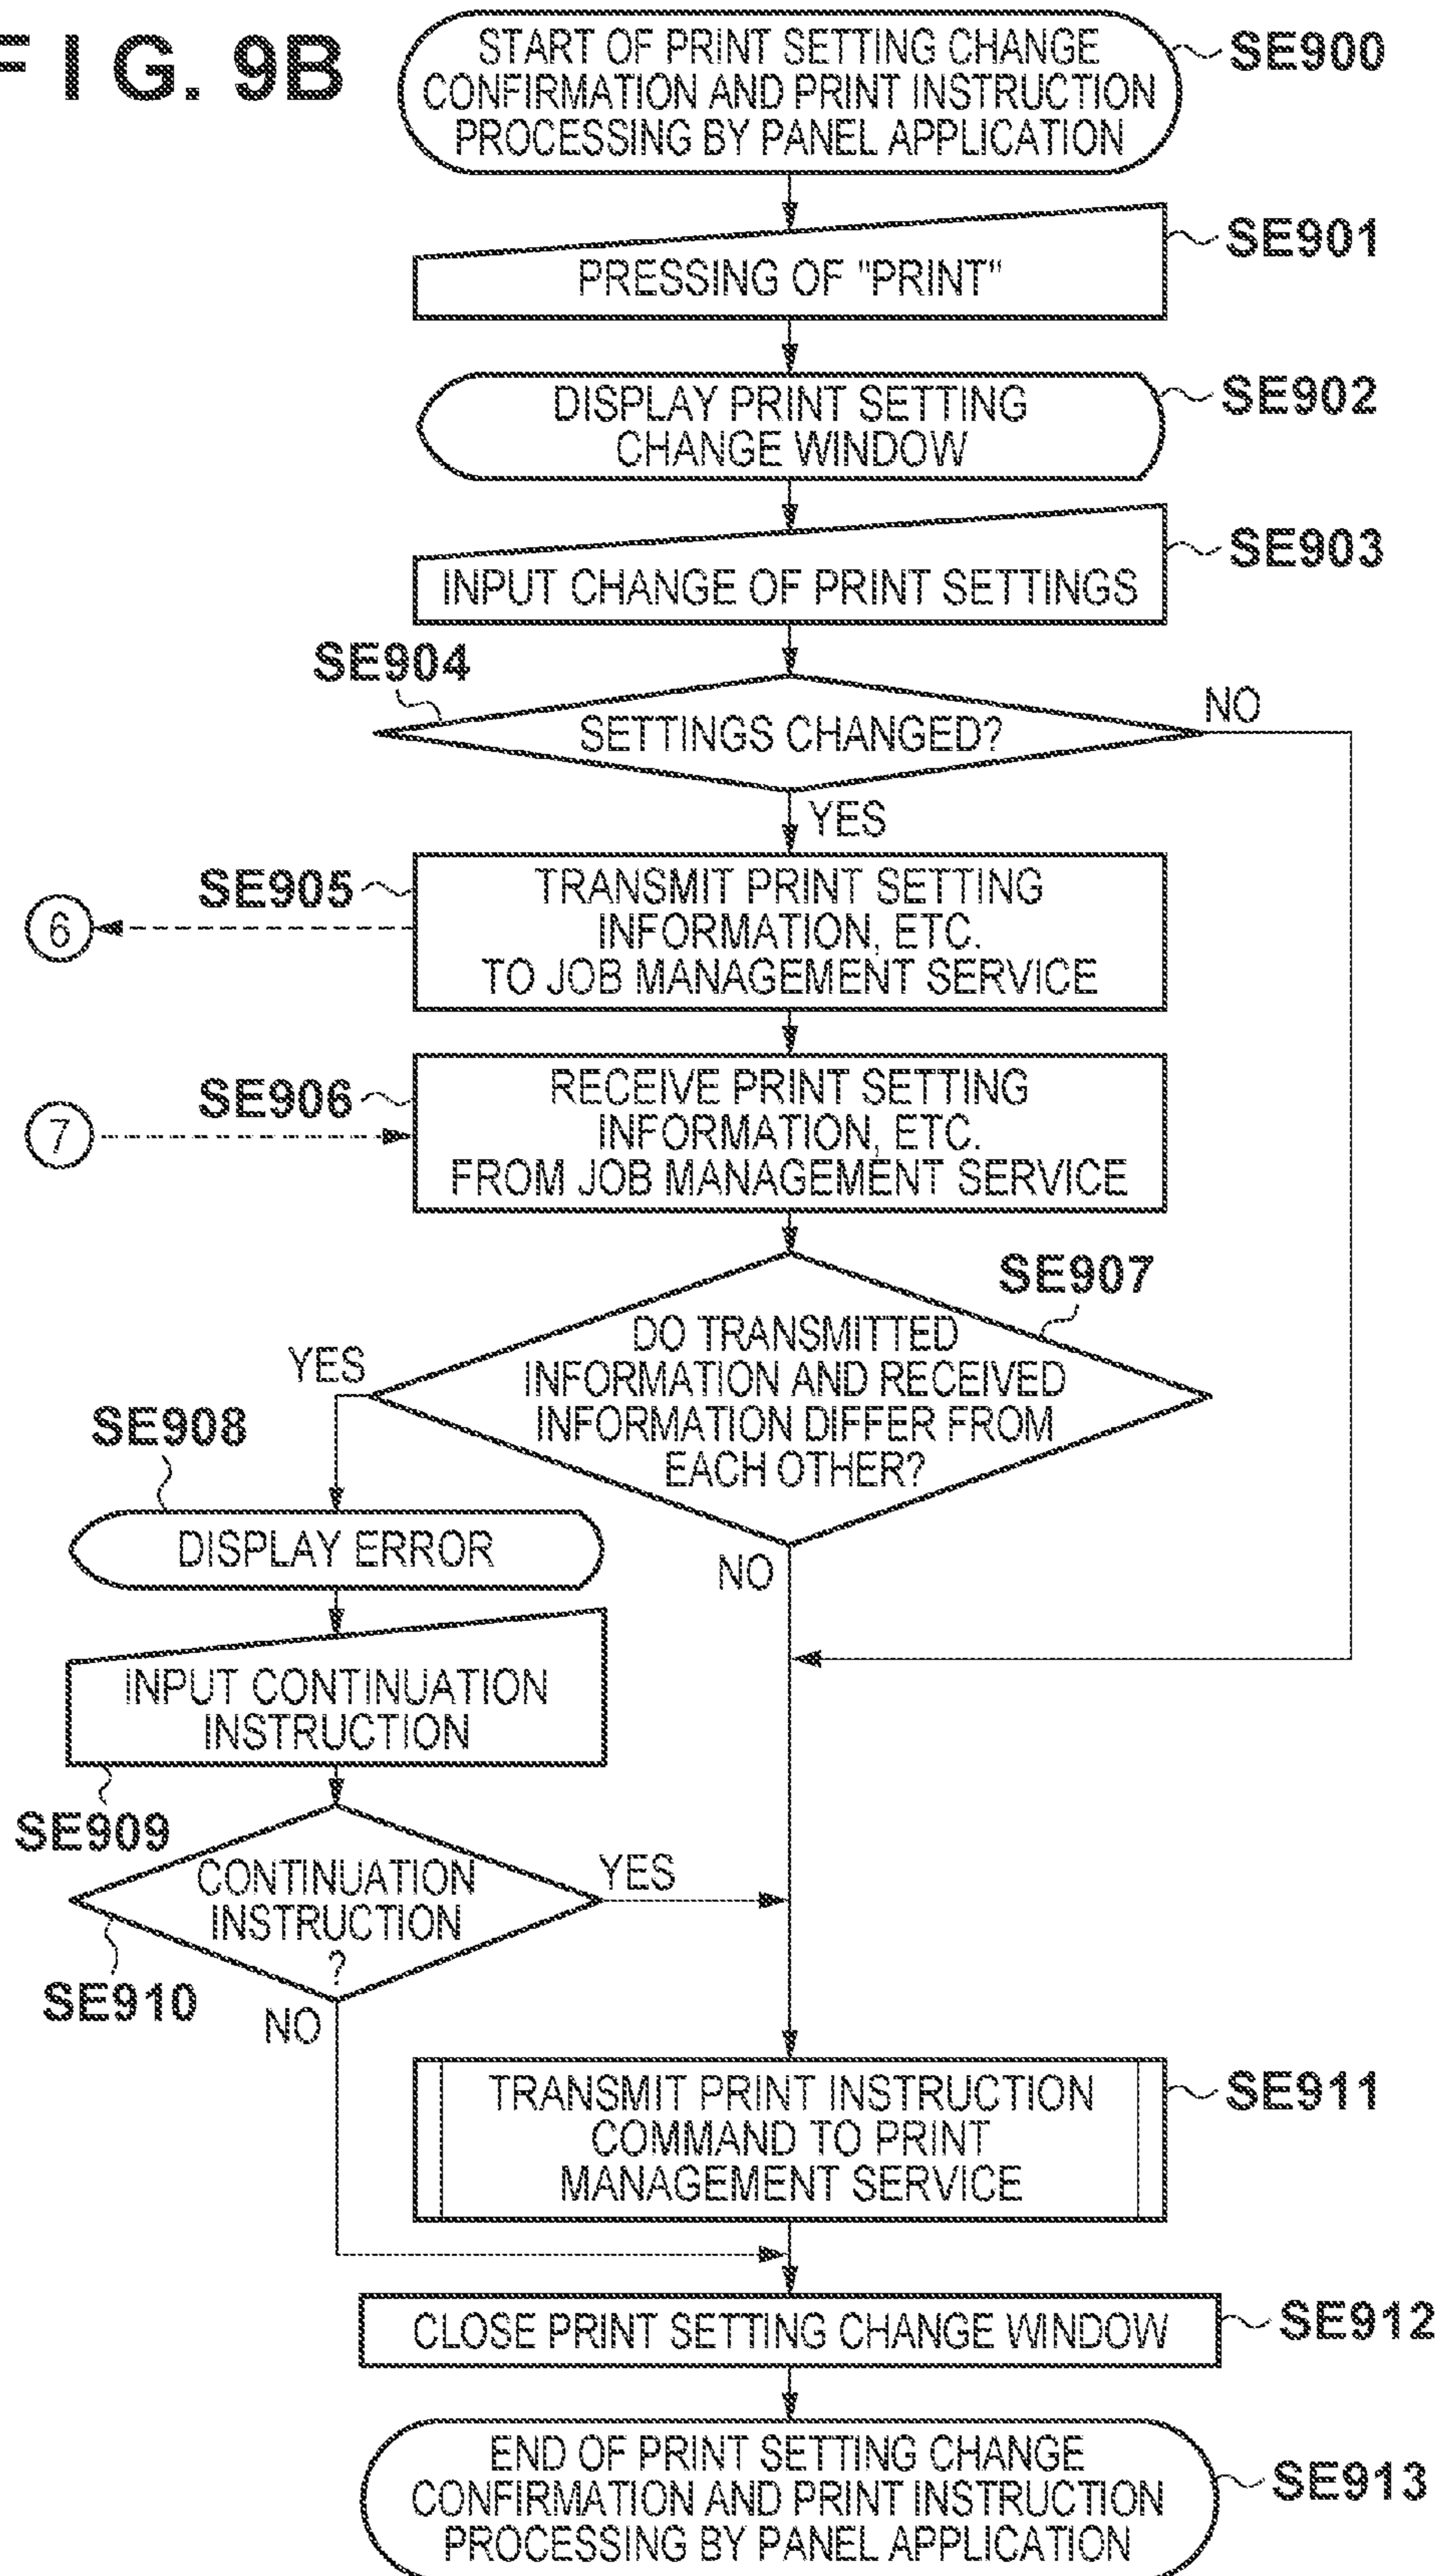 F I G. 9B
START OF PRINT SETTING CHANGE
CONFIRMATION AND PRINT INSTRUCTION
PROCESSING BY PANEL APPLICATION
SE900
PRESSING OF "PRINT"
SE901
DISPLAY PRINT SETTING
CHANGE WINDOW
SE902
INPUT CHANGE OF PRINT SETTINGS
SE903
SE904
SETTINGS CHANGED?
NO
YES
SE905
TRANSMIT PRINT SETTING
INFORMATION, ETC.
TO JOB MANAGEMENT SERVICE
6
SE906
RECEIVE PRINT SETTING
INFORMATION, ETC.
FROM JOB MANAGEMENT SERVICE
7
SE907
DO TRANSMITTED
INFORMATION AND RECEIVED
INFORMATION DIFFER FROM
EACH OTHER?
YES
NO
SE908
DISPLAY ERROR
INPUT CONTINUATION
INSTRUCTION
SE909
CONTINUATION
INSTRUCTION
?
YES
SE910
NO
TRANSMIT PRINT INSTRUCTION
COMMAND TO PRINT
MANAGEMENT SERVICE
SE911
CLOSE PRINT SETTING CHANGE WINDOW
SE912
END OF PRINT SETTING CHANGE
CONFIRMATION AND PRINT INSTRUCTION
PROCESSING BY PANEL APPLICATION
SE913